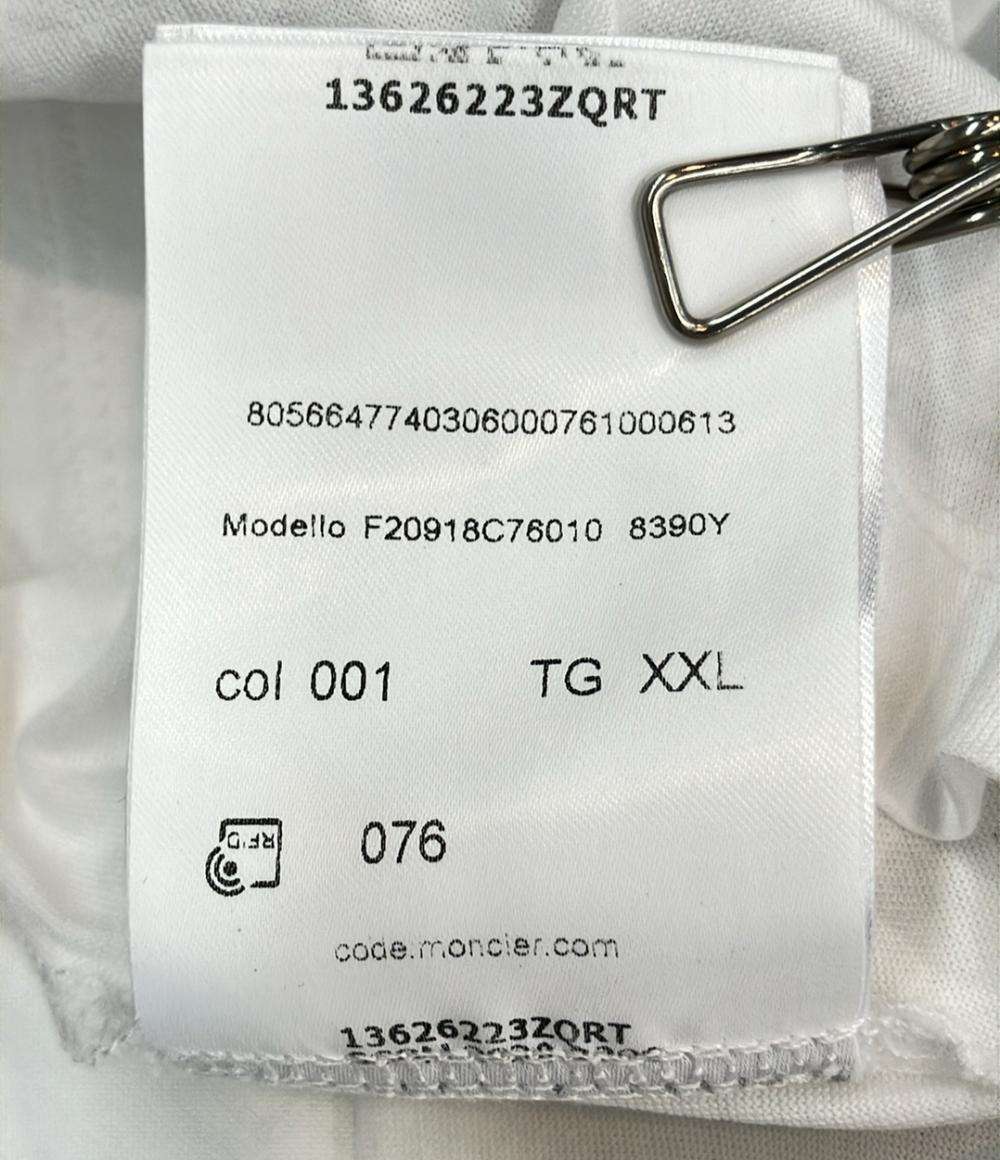 13626223ZQRT
8056647740306000761000613
Modello F20918C76010 8390Y
col 001 TG XXL
RFID
076
code.moncler.com
13626223ZQRT